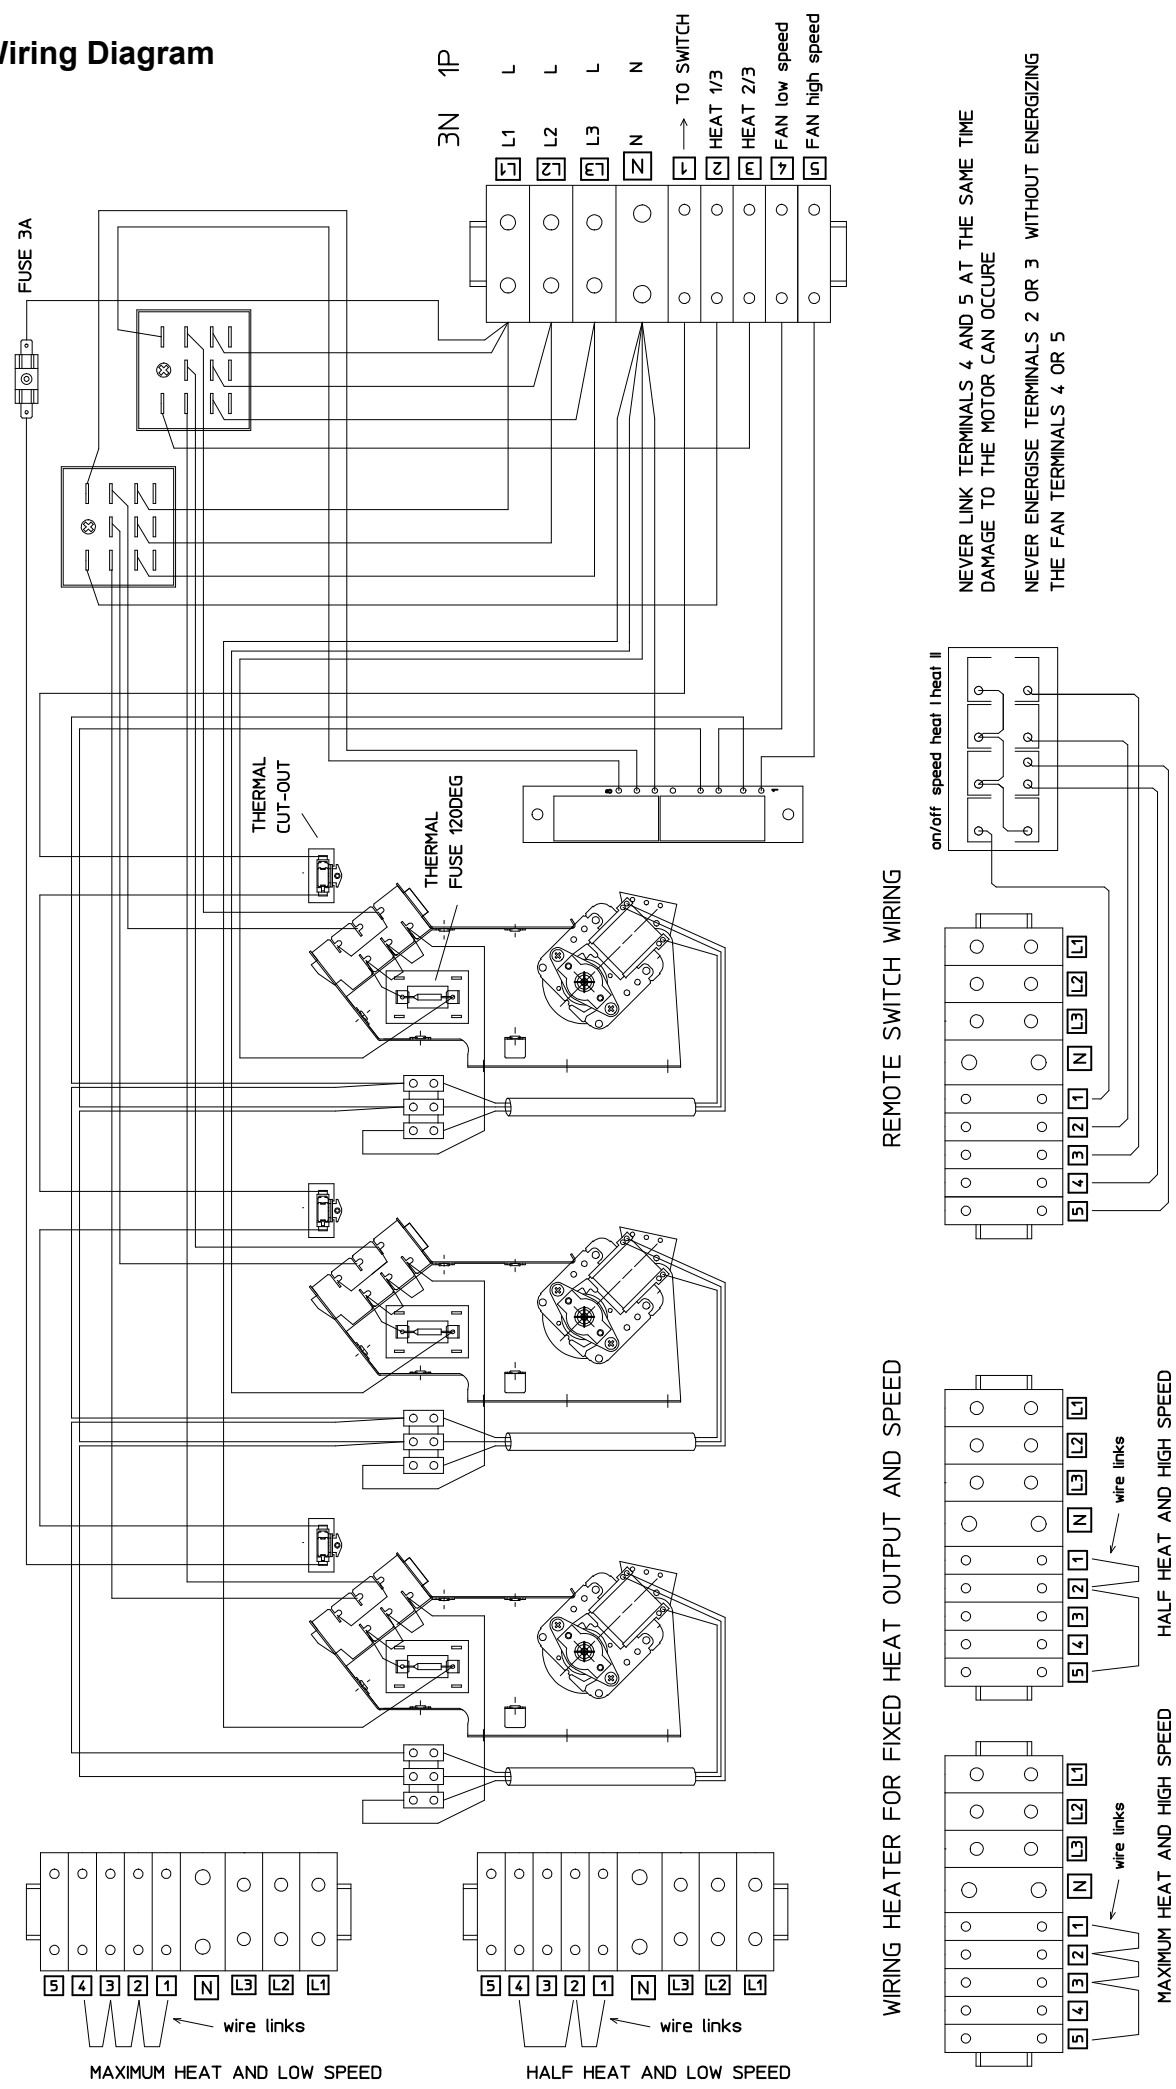 Wiring Diagram
3N 1P
L1 L1 L
L2 L2 L
L3 L3 L
N N N
1 TO SWITCH
2 HEAT 1/3
3 HEAT 2/3
4 FAN low speed
5 FAN high speed
FUSE 3A
THERMAL
CUT-OUT
THERMAL
FUSE 120DEG
8
1
NEVER LINK TERMINALS 4 AND 5 AT THE SAME TIME
DAMAGE TO THE MOTOR CAN OCCURE
NEVER ENERGISE TERMINALS 2 OR 3 WITHOUT ENERGIZING
THE FAN TERMINALS 4 OR 5
REMOTE SWITCH WIRING
on/off speed heat I heat II
5 4 3 2 1 N L3 L2 L1
WIRING HEATER FOR FIXED HEAT OUTPUT AND SPEED
5 4 3 2 1 N L3 L2 L1
wire links
HALF HEAT AND HIGH SPEED
5 4 3 2 1 N L3 L2 L1
wire links
MAXIMUM HEAT AND HIGH SPEED
5 4 3 2 1 N L3 L2 L1
wire links
MAXIMUM HEAT AND LOW SPEED
5 4 3 2 1 N L3 L2 L1
wire links
HALF HEAT AND LOW SPEED